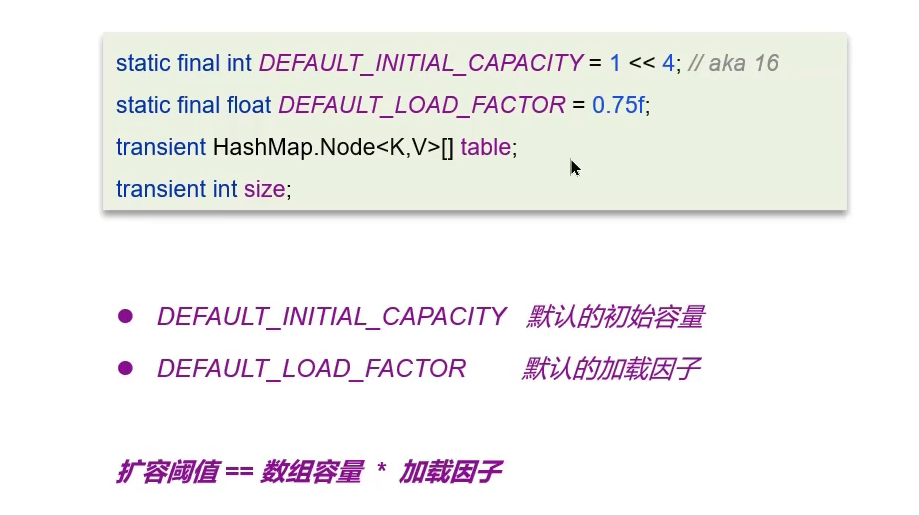 static final int DEFAULT_INITIAL_CAPACITY = 1 << 4; // aka 16
static final float DEFAULT_LOAD_FACTOR = 0.75f;
transient HashMap.Node<K,V>[] table;
transient int size;
● DEFAULT_INITIAL_CAPACITY 默认的初始容量
● DEFAULT_LOAD_FACTOR 默认的加载因子
扩容阈值 == 数组容量 * 加载因子